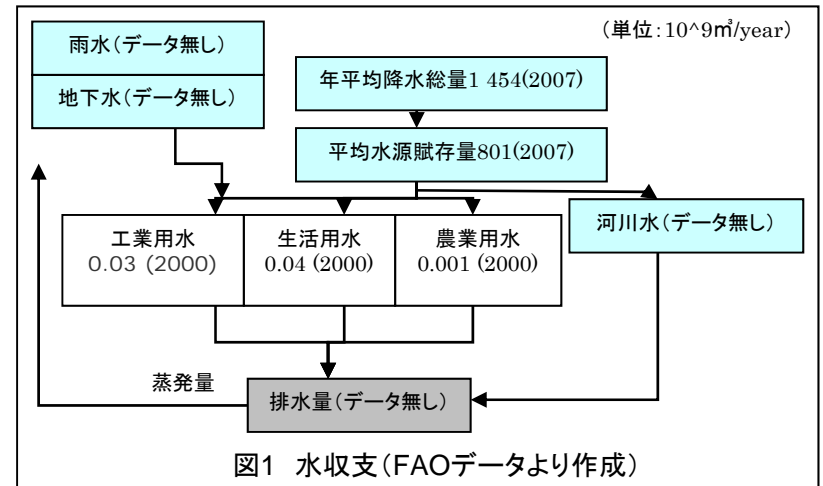 (単位:10^9㎥/year)
雨水(データ無し)
地下水(データ無し)
年平均降水総量1 454(2007)
平均水源賦存量801(2007)
工業用水
0.03 (2000)
生活用水
0.04 (2000)
農業用水
0.001 (2000)
河川水(データ無し)
蒸発量
排水量(データ無し)
図1 水収支(FAOデータより作成)